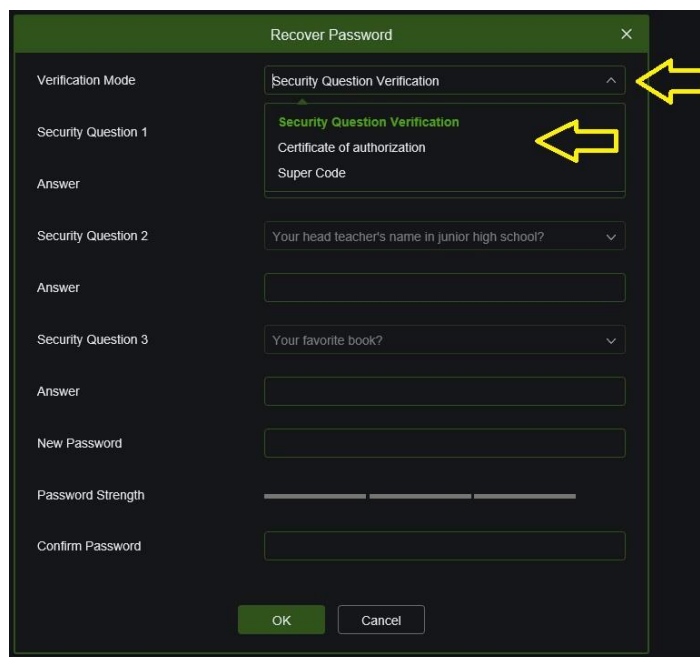 Recover Password
Verification Mode
Security Question Verification
Security Question Verification
Certificate of authorization
Super Code
Security Question 1
Answer
Security Question 2
Your head teacher's name in junior high school?
Answer
Security Question 3
Your favorite book?
Answer
New Password
Password Strength
Confirm Password
OK
Cancel